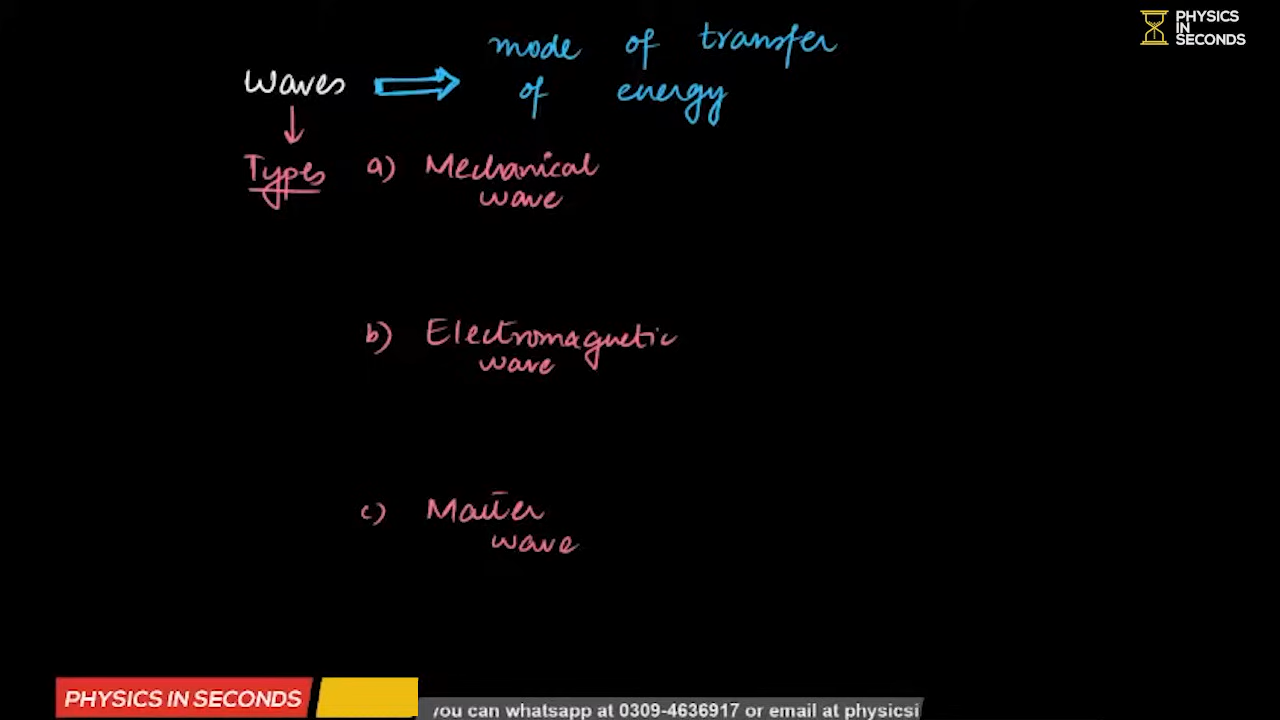 PHYSICS
IN
SECONDS
mode of transfer
Waves of energy
Types a) Mechanical
wave
b) Electromagnetic
wave
c) Matter
wave
PHYSICS IN SECONDS
you can whatsapp at 0309-4636917 or email at physicsi